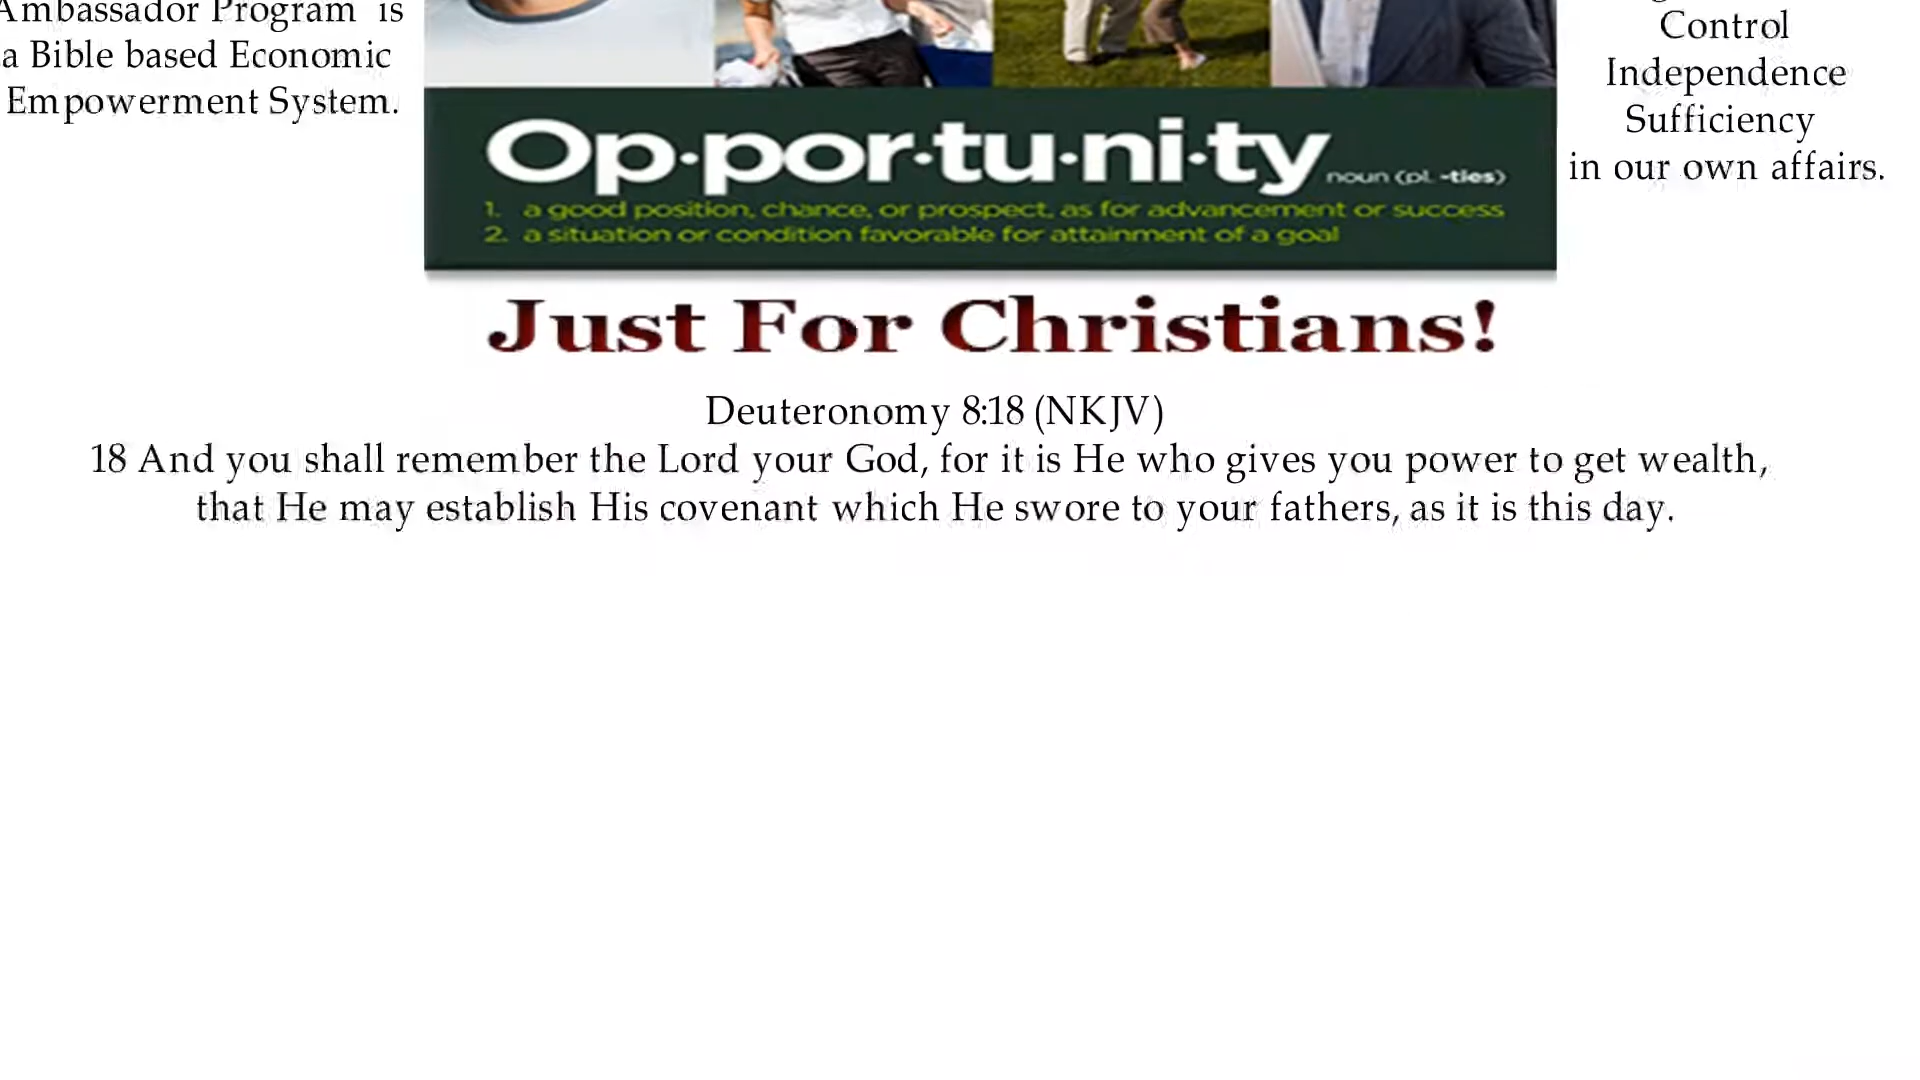 Ambassador Program is
a Bible based Economic
Empowerment System.
Op·por·tu·ni·ty noun (pl. -ties)
1. a good position, chance, or prospect, as for advancement or success
2. a situation or condition favorable for attainment of a goal
Control
Independence
Sufficiency
in our own affairs.
Just For Christians!
Deuteronomy 8:18 (NKJV)
18 And you shall remember the Lord your God, for it is He who gives you power to get wealth,
that He may establish His covenant which He swore to your fathers, as it is this day.